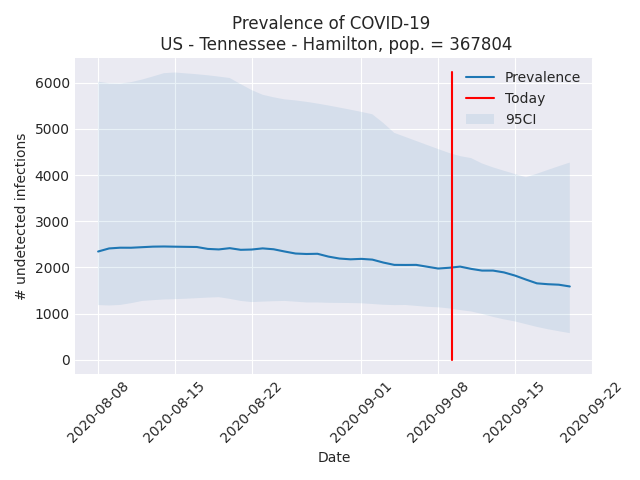 Prevalence of COVID-19
US - Tennessee - Hamilton, pop. = 367804
# undetected infections
6000
5000
4000
3000
2000
1000
0
Prevalence
Today
95CI
2020-08-08
2020-08-15
2020-08-22
2020-09-01
2020-09-08
2020-09-15
2020-09-22
Date